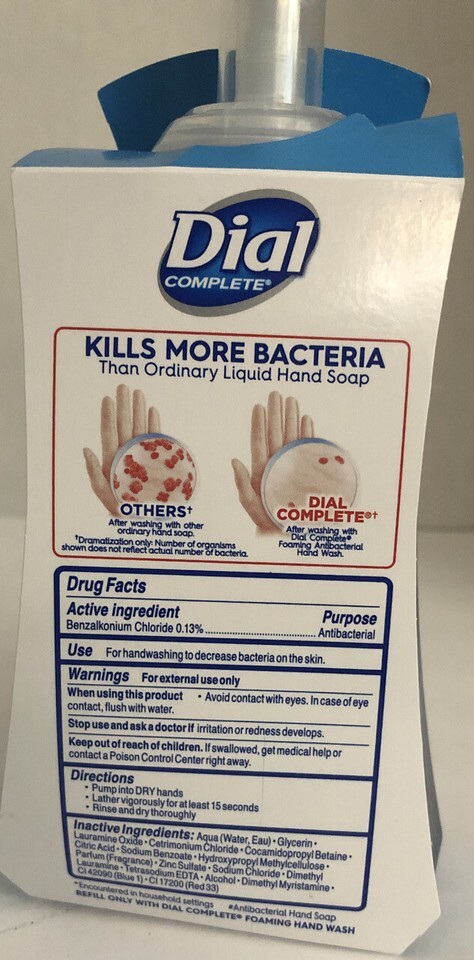 Dial
COMPLETE®
KILLS MORE BACTERIA
Than Ordinary Liquid Hand Soap
OTHERS†
After washing with other
ordinary hand soap.
†Dramatization only: Number of organisms
shown does not reflect actual number of bacteria.
DIAL
COMPLETE®†
After washing with
Dial Complete®
Foaming Antibacterial
Hand Wash.
Drug Facts
Active ingredient Purpose
Benzalkonium Chloride 0.13%.............................. Antibacterial
Use For handwashing to decrease bacteria on the skin.
Warnings For external use only
When using this product • Avoid contact with eyes. In case of eye
contact, flush with water.
Stop use and ask a doctor if irritation or redness develops.
Keep out of reach of children. If swallowed, get medical help or
contact a Poison Control Center right away.
Directions
• Pump into DRY hands
• Lather vigorously for at least 15 seconds
• Rinse and dry thoroughly
Inactive Ingredients: Aqua (Water, Eau) • Glycerin •
Lauramine Oxide • Cetrimonium Chloride • Cocamidopropyl Betaine •
Citric Acid • Sodium Benzoate • Hydroxypropyl Methylcellulose •
Parfum (Fragrance) • Zinc Sulfate • Sodium Chloride • Dimethyl
Lauramine • Tetrasodium EDTA • Alcohol • Dimethyl Myristamine •
CI 42090 (Blue 1) • CI 17200 (Red 33)
*Encountered in household settings #Antibacterial Hand Soap
REFILL ONLY WITH DIAL COMPLETE® FOAMING HAND WASH